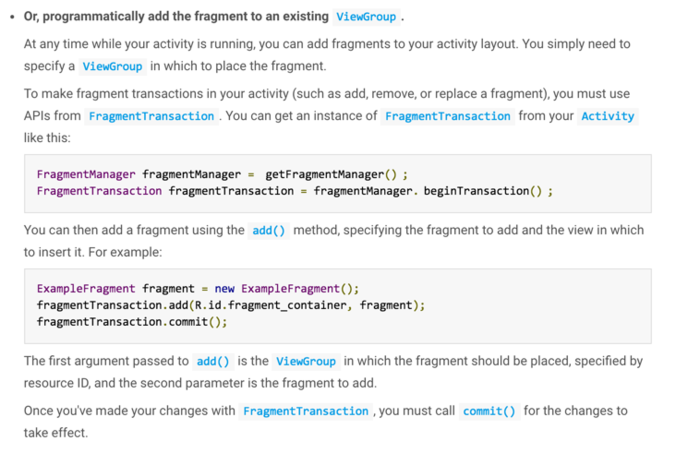 • Or, programmatically add the fragment to an existing ViewGroup .
At any time while your activity is running, you can add fragments to your activity layout. You simply need to
specify a ViewGroup in which to place the fragment.
To make fragment transactions in your activity (such as add, remove, or replace a fragment), you must use
APIs from FragmentTransaction . You can get an instance of FragmentTransaction from your Activity
like this:
FragmentManager fragmentManager = getFragmentManager() ;
FragmentTransaction fragmentTransaction = fragmentManager. beginTransaction() ;
You can then add a fragment using the add() method, specifying the fragment to add and the view in which
to insert it. For example:
ExampleFragment fragment = new ExampleFragment();
fragmentTransaction.add(R.id.fragment_container, fragment);
fragmentTransaction.commit();
The first argument passed to add() is the ViewGroup in which the fragment should be placed, specified by
resource ID, and the second parameter is the fragment to add.
Once you've made your changes with FragmentTransaction , you must call commit() for the changes to
take effect.